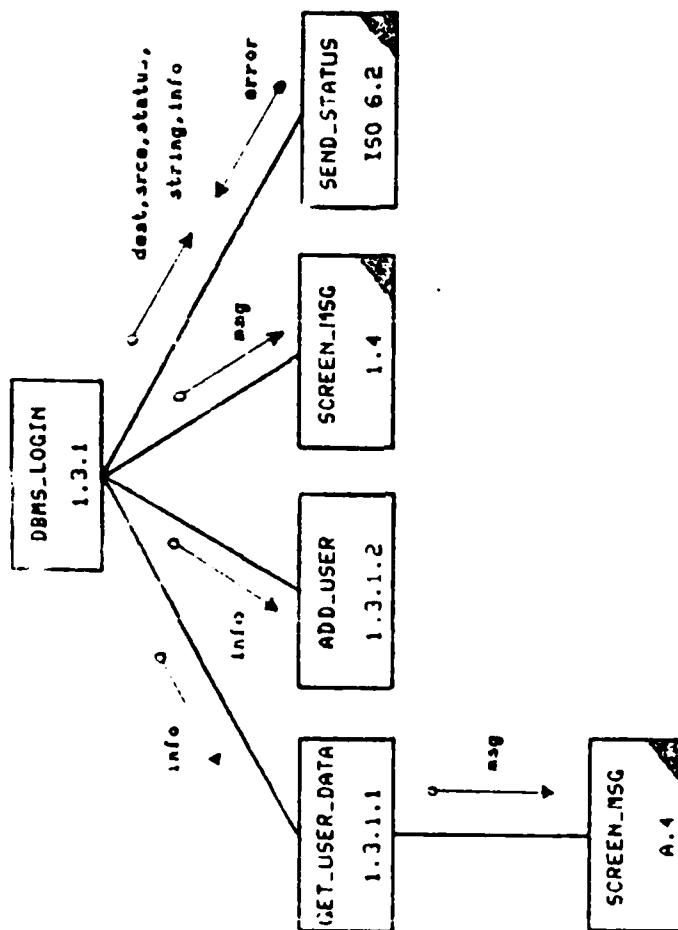 DBMS_LOGIN
1.3.1
info
info
msg
dest,srce,status,
string,info
error
GET_USER_DATA
1.3.1.1
ADD_USER
1.3.1.2
SCREEN_MSG
1.4
SEND_STATUS
ISO 6.2
msg
SCREEN_MSG
A.4